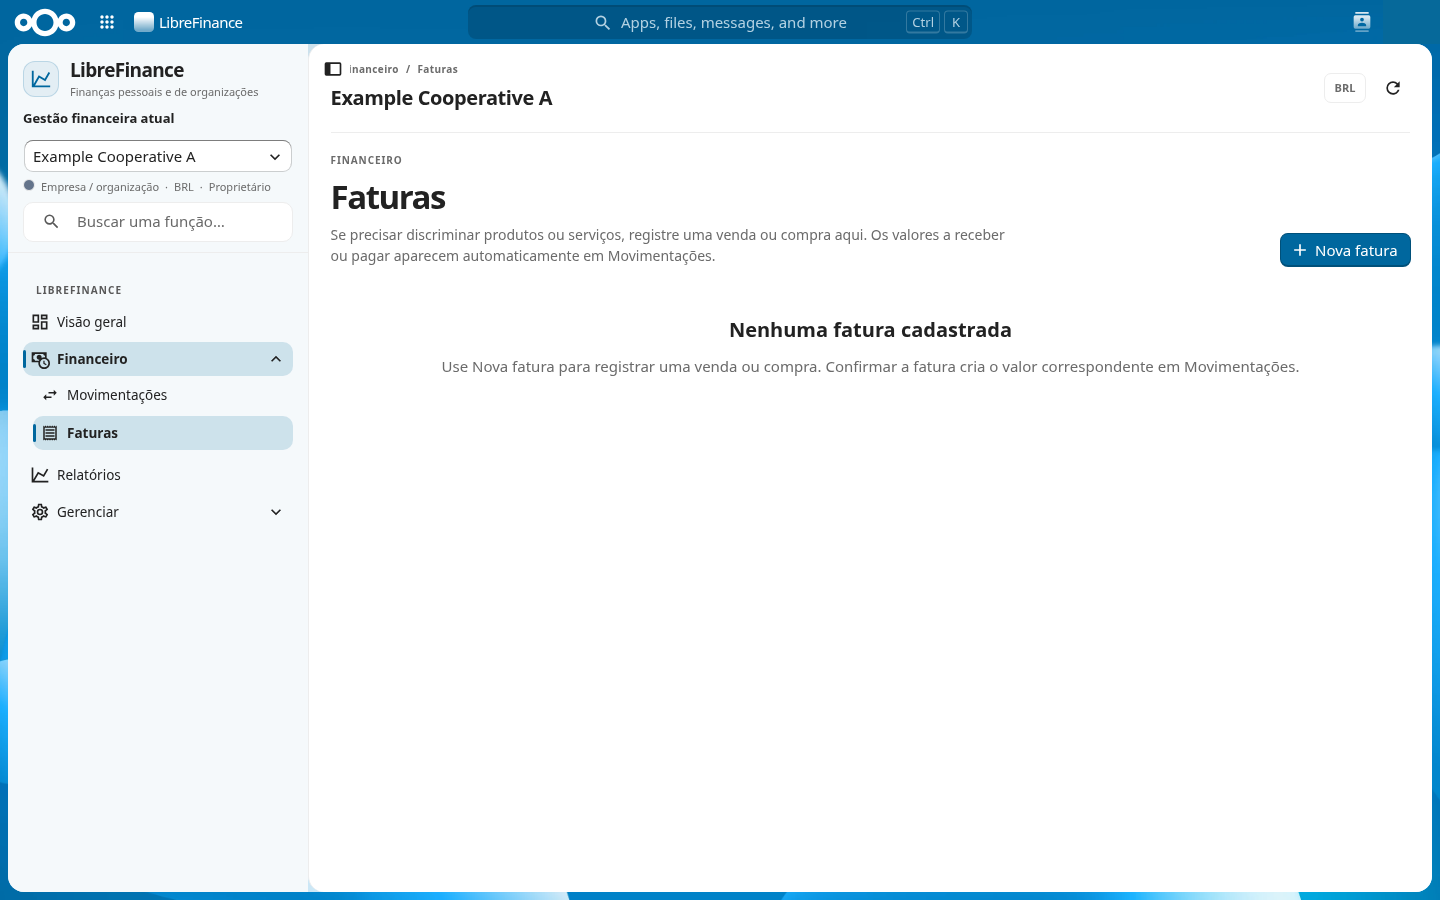 LibreFinance
Apps, files, messages, and more
Ctrl
K
LibreFinance
Finanças pessoais e de organizações
Gestão financeira atual
Example Cooperative A
Empresa / organização · BRL · Proprietário
Buscar uma função...
LIBREFINANCE
Visão geral
Financeiro
Movimentações
Faturas
Relatórios
Gerenciar
inanceiro / Faturas
Example Cooperative A
BRL
FINANCEIRO
Faturas
Se precisar discriminar produtos ou serviços, registre uma venda ou compra aqui. Os valores a receber
ou pagar aparecem automaticamente em Movimentações.
Nova fatura
Nenhuma fatura cadastrada
Use Nova fatura para registrar uma venda ou compra. Confirmar a fatura cria o valor correspondente em Movimentações.